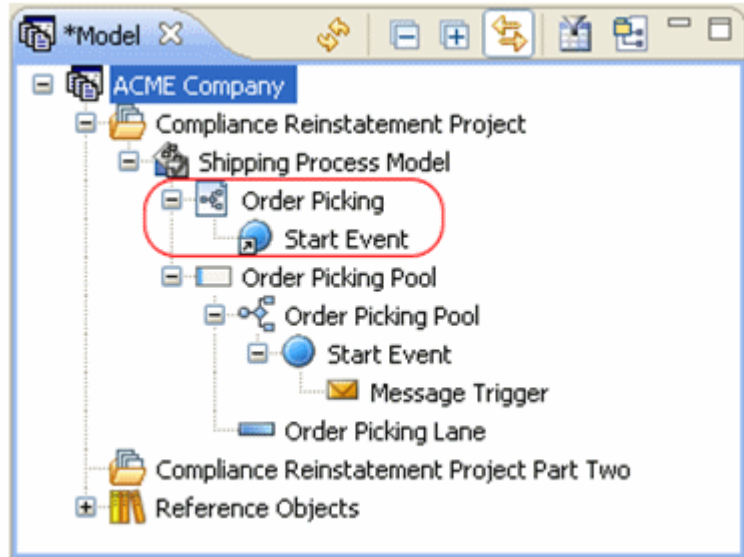 *Model
ACME Company
Compliance Reinstatement Project
Shipping Process Model
Order Picking
Start Event
Order Picking Pool
Order Picking Pool
Start Event
Message Trigger
Order Picking Lane
Compliance Reinstatement Project Part Two
Reference Objects